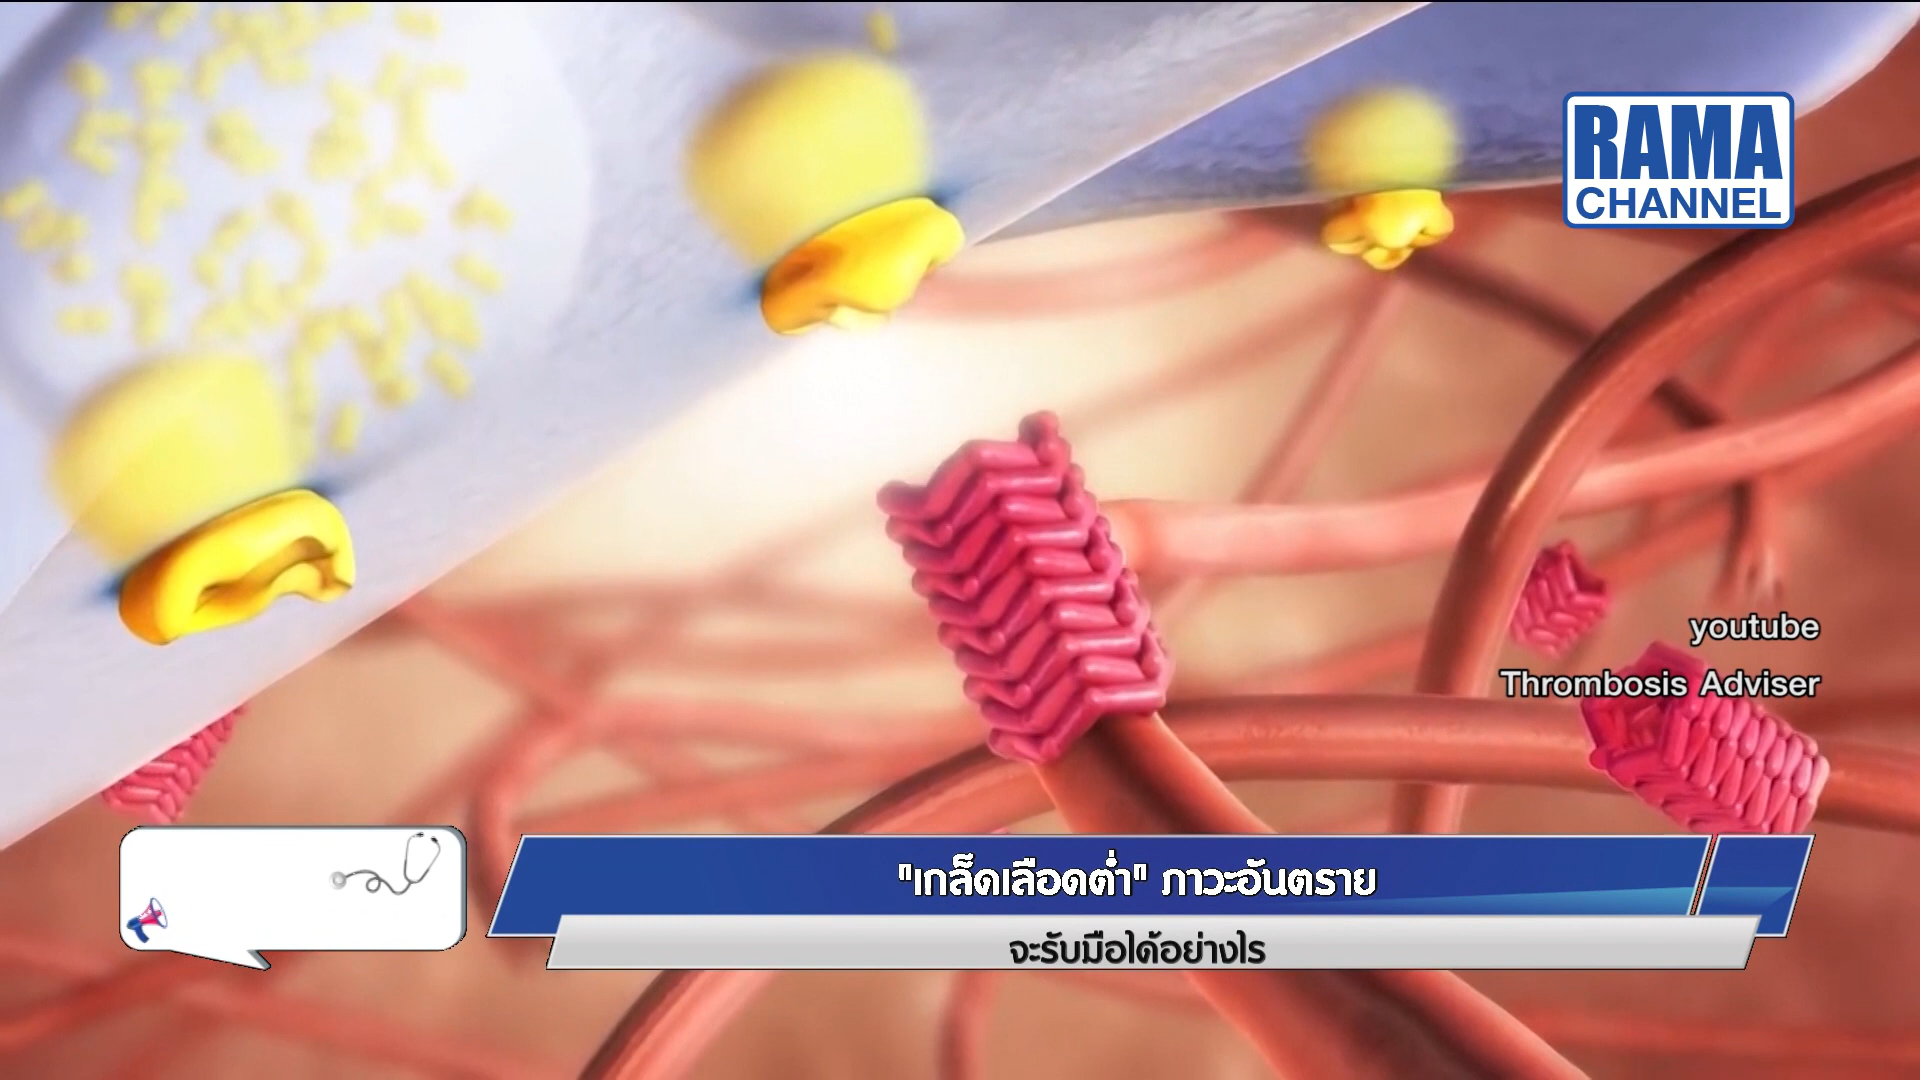 RAMA
CHANNEL
youtube
Thrombosis Adviser
"เกล็ดเลือดต่ำ" ภาวะอันตราย
จะรับมือได้อย่างไร